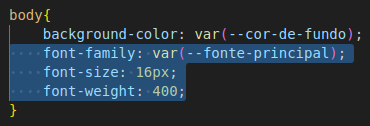 body{
    background-color: var(--cor-de-fundo);
    font-family: var(--fonte-principal);
    font-size: 16px;
    font-weight: 400;
}